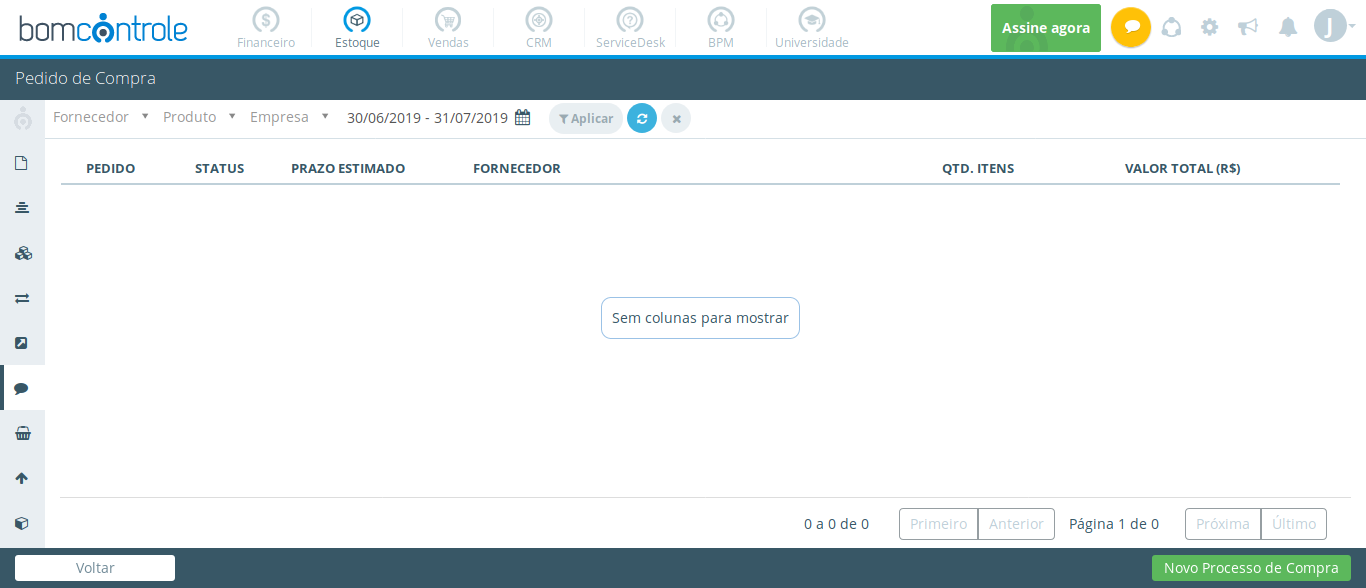 bomcontrole
Financeiro Estoque Vendas CRM ServiceDesk BPM Universidade
Assine agora
J
Pedido de Compra
Fornecedor Produto Empresa 30/06/2019 - 31/07/2019 Aplicar
PEDIDO STATUS PRAZO ESTIMADO FORNECEDOR QTD. ITENS VALOR TOTAL (R$)
Sem colunas para mostrar
0 a 0 de 0 Primeiro Anterior Página 1 de 0 Próxima Último
Voltar Novo Processo de Compra